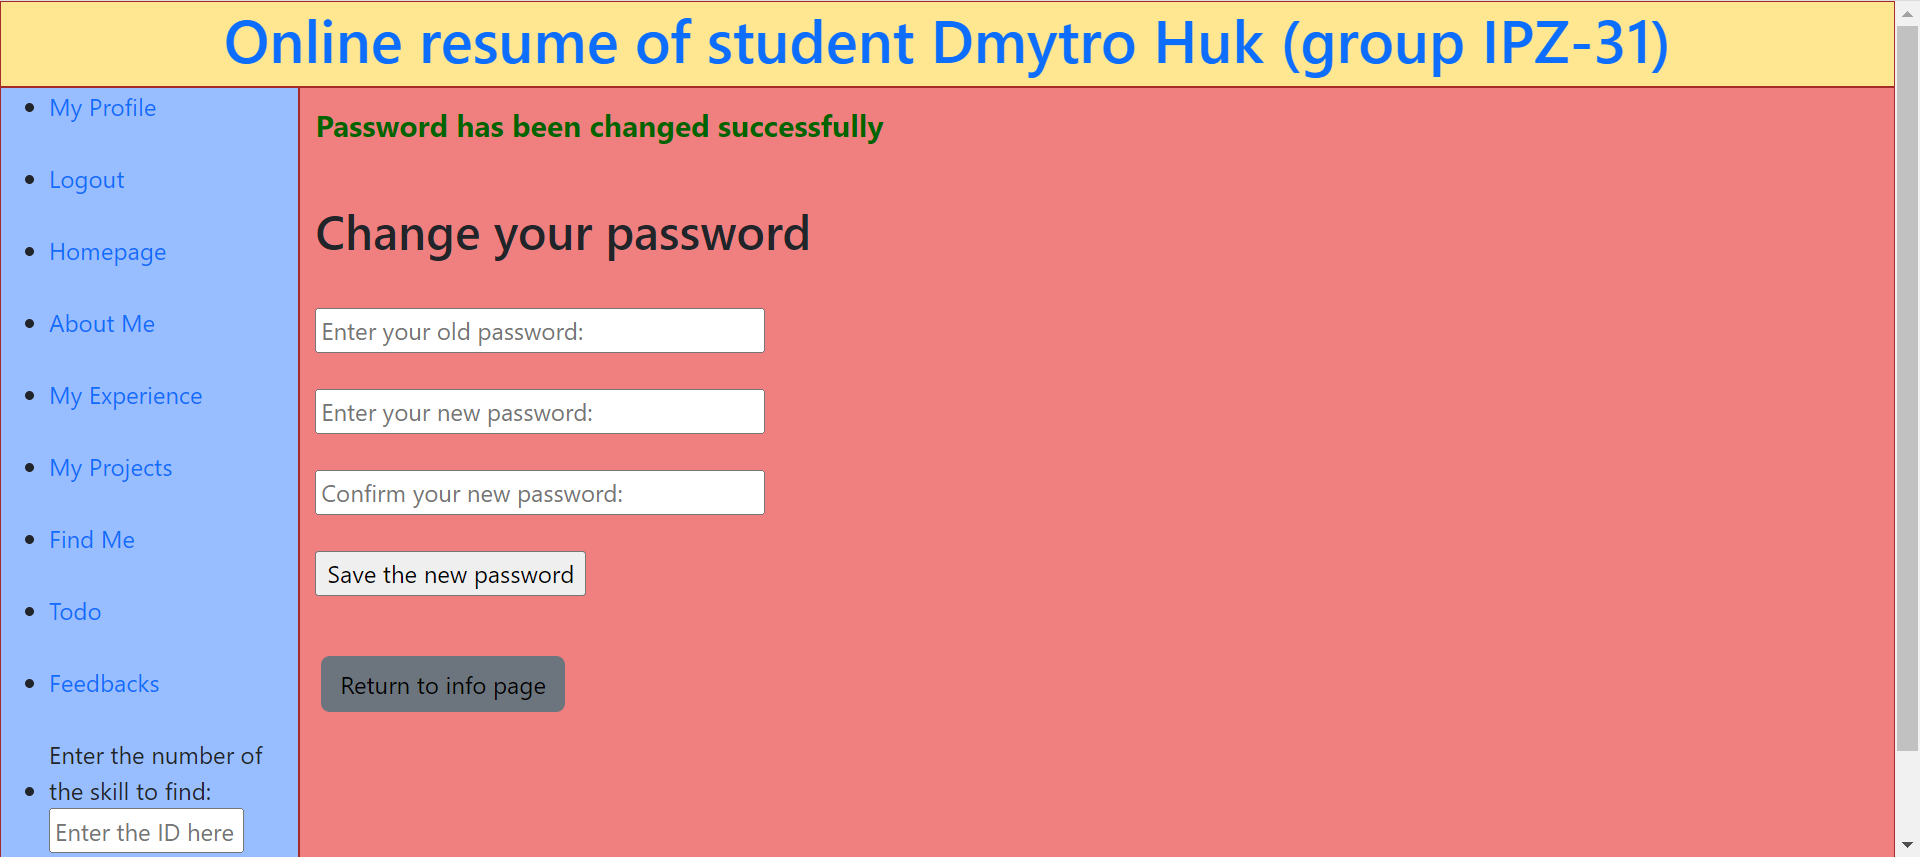 Online resume of student Dmytro Huk (group IPZ-31)
My Profile
Logout
Homepage
About Me
My Experience
My Projects
Find Me
Todo
Feedbacks
Enter the number of
the skill to find:
Enter the ID here
Password has been changed successfully
Change your password
Enter your old password:
Enter your new password:
Confirm your new password:
Save the new password
Return to info page